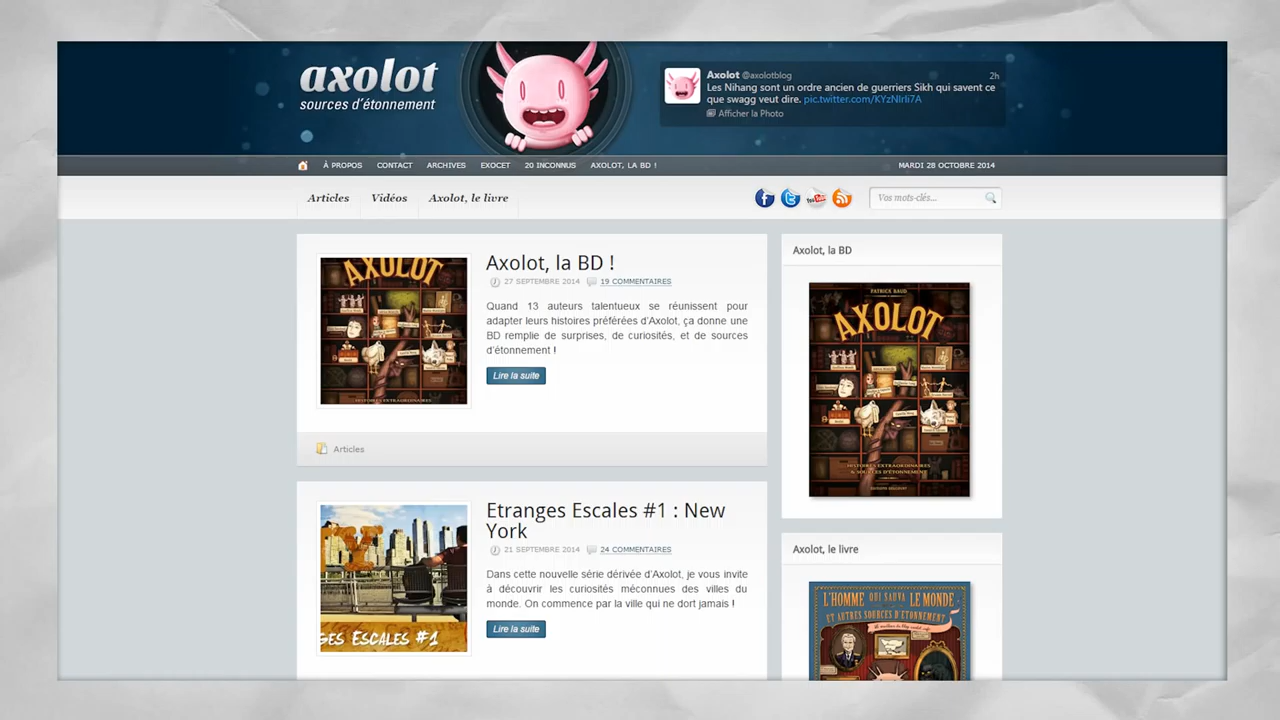 axolot
sources d'étonnement
Axolot @axolotblog 2h
Les Nihang sont un ordre ancien de guerriers Sikh qui savent ce
que swagg veut dire. pic.twitter.com/KYzNlrIi7A
Afficher la Photo
À PROPOS CONTACT ARCHIVES EXOCET 20 INCONNUS AXOLOT, LA BD ! MARDI 28 OCTOBRE 2014
Articles Vidéos Axolot, le livre Vos mots-clés...
Axolot, la BD !
27 SEPTEMBRE 2014 19 COMMENTAIRES
Quand 13 auteurs talentueux se réunissent pour
adapter leurs histoires préférées d'Axolot, ça donne une
BD remplie de surprises, de curiosités, et de sources
d'étonnement !
Lire la suite
AXOLOT
Articles
Etranges Escales #1 : New
York
21 SEPTEMBRE 2014 24 COMMENTAIRES
Dans cette nouvelle série dérivée d'Axolot, je vous invite
à découvrir les curiosités méconnues des villes du
monde. On commence par la ville qui ne dort jamais !
Lire la suite
GES ESCALES #1
Axolot, la BD
PATRICK BAUD
AXOLOT
HISTOIRES EXTRAORDINAIRES
& SOURCES D'ÉTONNEMENT
Axolot, le livre
L'HOMME QUI SAUVA LE MONDE
ET AUTRES SOURCES D'ÉTONNEMENT